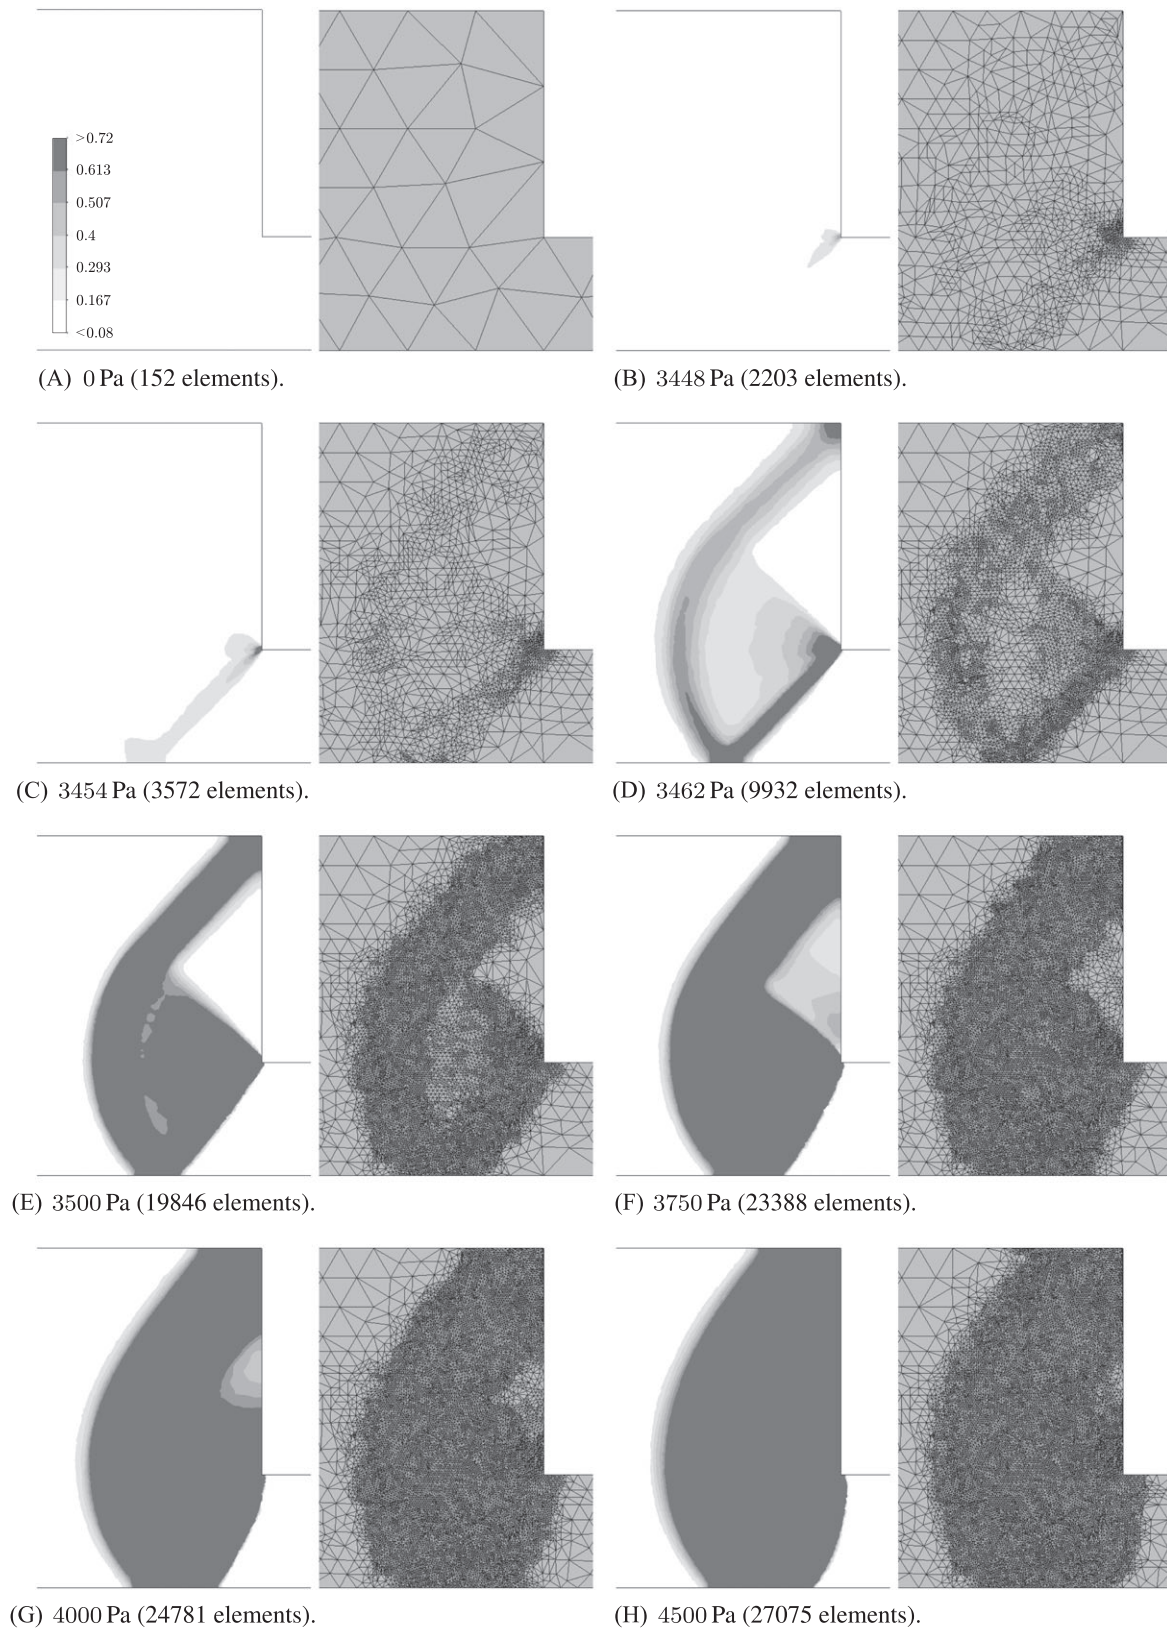 >0.72
0.613
0.507
0.4
0.293
0.167
<0.08
(A) 0 Pa (152 elements).
(B) 3448 Pa (2203 elements).
(C) 3454 Pa (3572 elements).
(D) 3462 Pa (9932 elements).
(E) 3500 Pa (19846 elements).
(F) 3750 Pa (23388 elements).
(G) 4000 Pa (24781 elements).
(H) 4500 Pa (27075 elements).